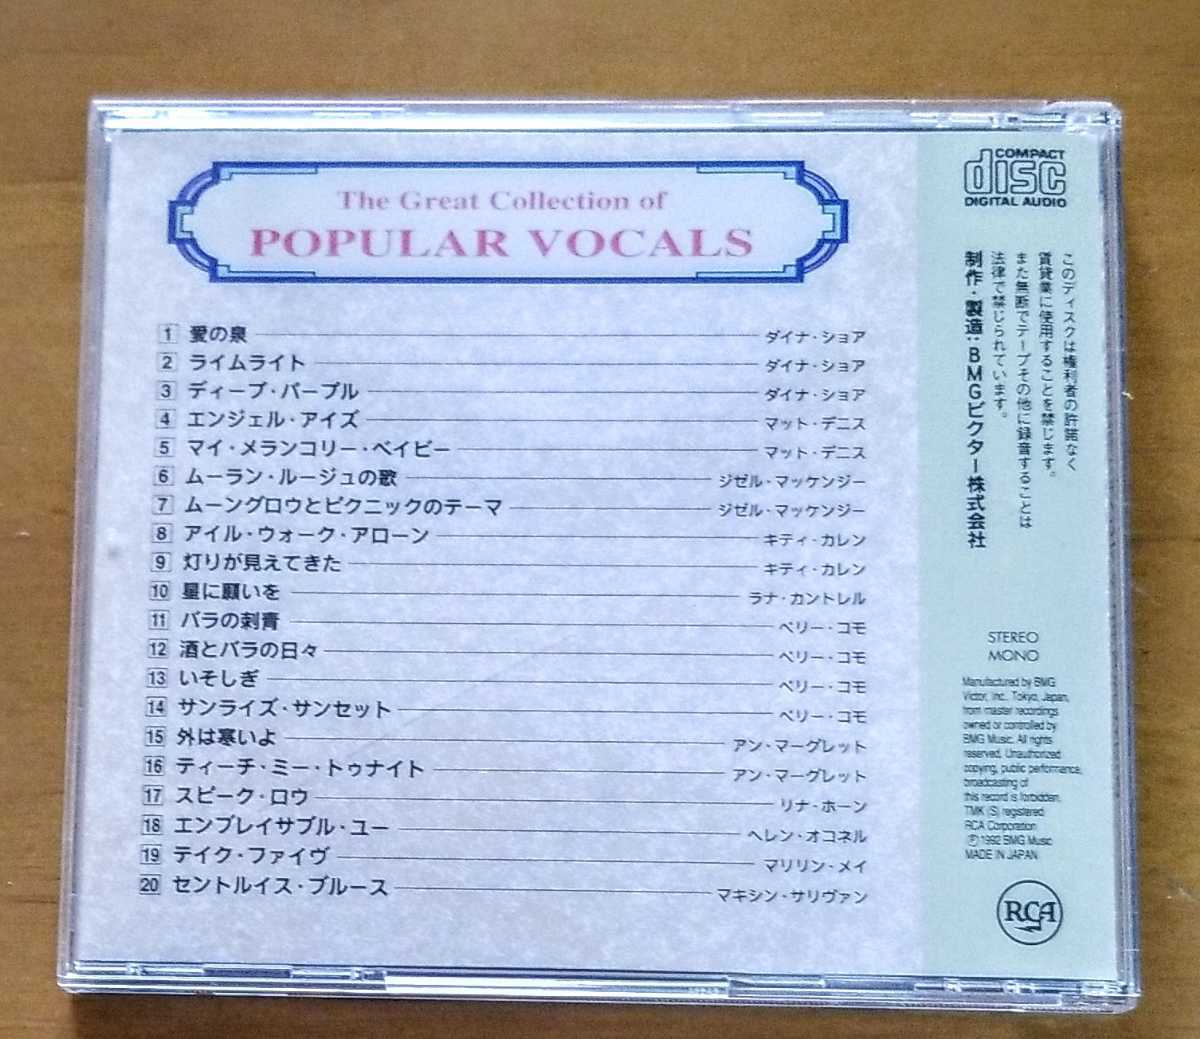 The Great Collection of
POPULAR VOCALS
1 愛の泉 ダイナ・ショア
2 ライムライト ダイナ・ショア
3 ディープ・パープル ダイナ・ショア
4 エンジェル・アイズ マット・デニス
5 マイ・メランコリー・ベイビー マット・デニス
6 ムーラン・ルージュの歌 ジゼル・マッケンジー
7 ムーングロウとピクニックのテーマ ジゼル・マッケンジー
8 アイル・ウォーク・アローン キティ・カレン
9 灯りが見えてきた キティ・カレン
10 星に願いを ラナ・カントレル
11 バラの刺青 ペリー・コモ
12 酒とバラの日々 ペリー・コモ
13 いそしぎ ペリー・コモ
14 サンライズ・サンセット ペリー・コモ
15 外は寒いよ アン・マーグレット
16 ティーチ・ミー・トゥナイト アン・マーグレット
17 スピーク・ロウ リナ・ホーン
18 エンブレイサブル・ユー ヘレン・オコネル
19 テイク・ファイヴ マリリン・メイ
20 セントルイス・ブルース マキシン・サリヴァン
COMPACT
disc
DIGITAL AUDIO
このディスクは権利者の許諾なく
賃貸業に使用することを禁じます。
また無断でテープその他に録音することは
法律で禁じられています。
制作・製造:BMGビクター株式会社
STEREO
MONO
Manufactured by BMG
Victor, Inc., Tokyo, Japan,
from master recordings
owned or controlled by
BMG Music. All rights
reserved. Unauthorized
copying, public performance,
broadcasting of
this record is forbidden.
TMK (S) registered
RCA Corporation
Ⓟ1992 BMG Music
MADE IN JAPAN
RCA